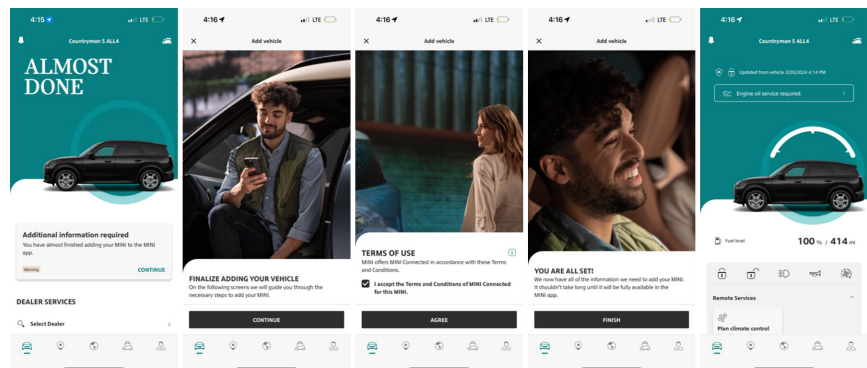 4:15
LTE
Countryman S ALL4
ALMOST
DONE
Additional information required
You have almost finished adding your MINI to the MINI
app.
Warning
CONTINUE
DEALER SERVICES
Select Dealer
4:16
LTE
Add vehicle
FINALIZE ADDING YOUR VEHICLE
On the following screens we will guide you through the
necessary steps to add your MINI.
CONTINUE
4:16
LTE
Add vehicle
TERMS OF USE
MINI offers MINI Connected in accordance with these Terms
and Conditions.
I accept the Terms and Conditions of MINI Connected
for this MINI.
AGREE
4:16
LTE
Add vehicle
YOU ARE ALL SET!
We now have all of the information we need to add your MINI.
It shouldn't take long until it will be fully available in the
MINI app.
FINISH
4:16
LTE
Countryman S ALL4
Updated from vehicle 2/20/2024 4:14 PM
Engine oil service required.
Fuel level
100 % / 414 mi
Remote Services
Plan climate control